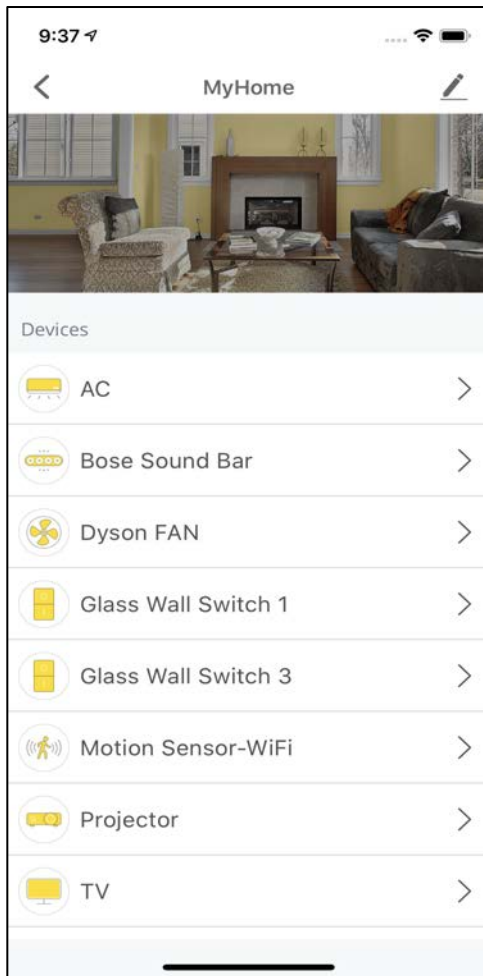 9:37
MyHome
Devices
AC
Bose Sound Bar
Dyson FAN
Glass Wall Switch 1
Glass Wall Switch 3
Motion Sensor-WiFi
Projector
TV